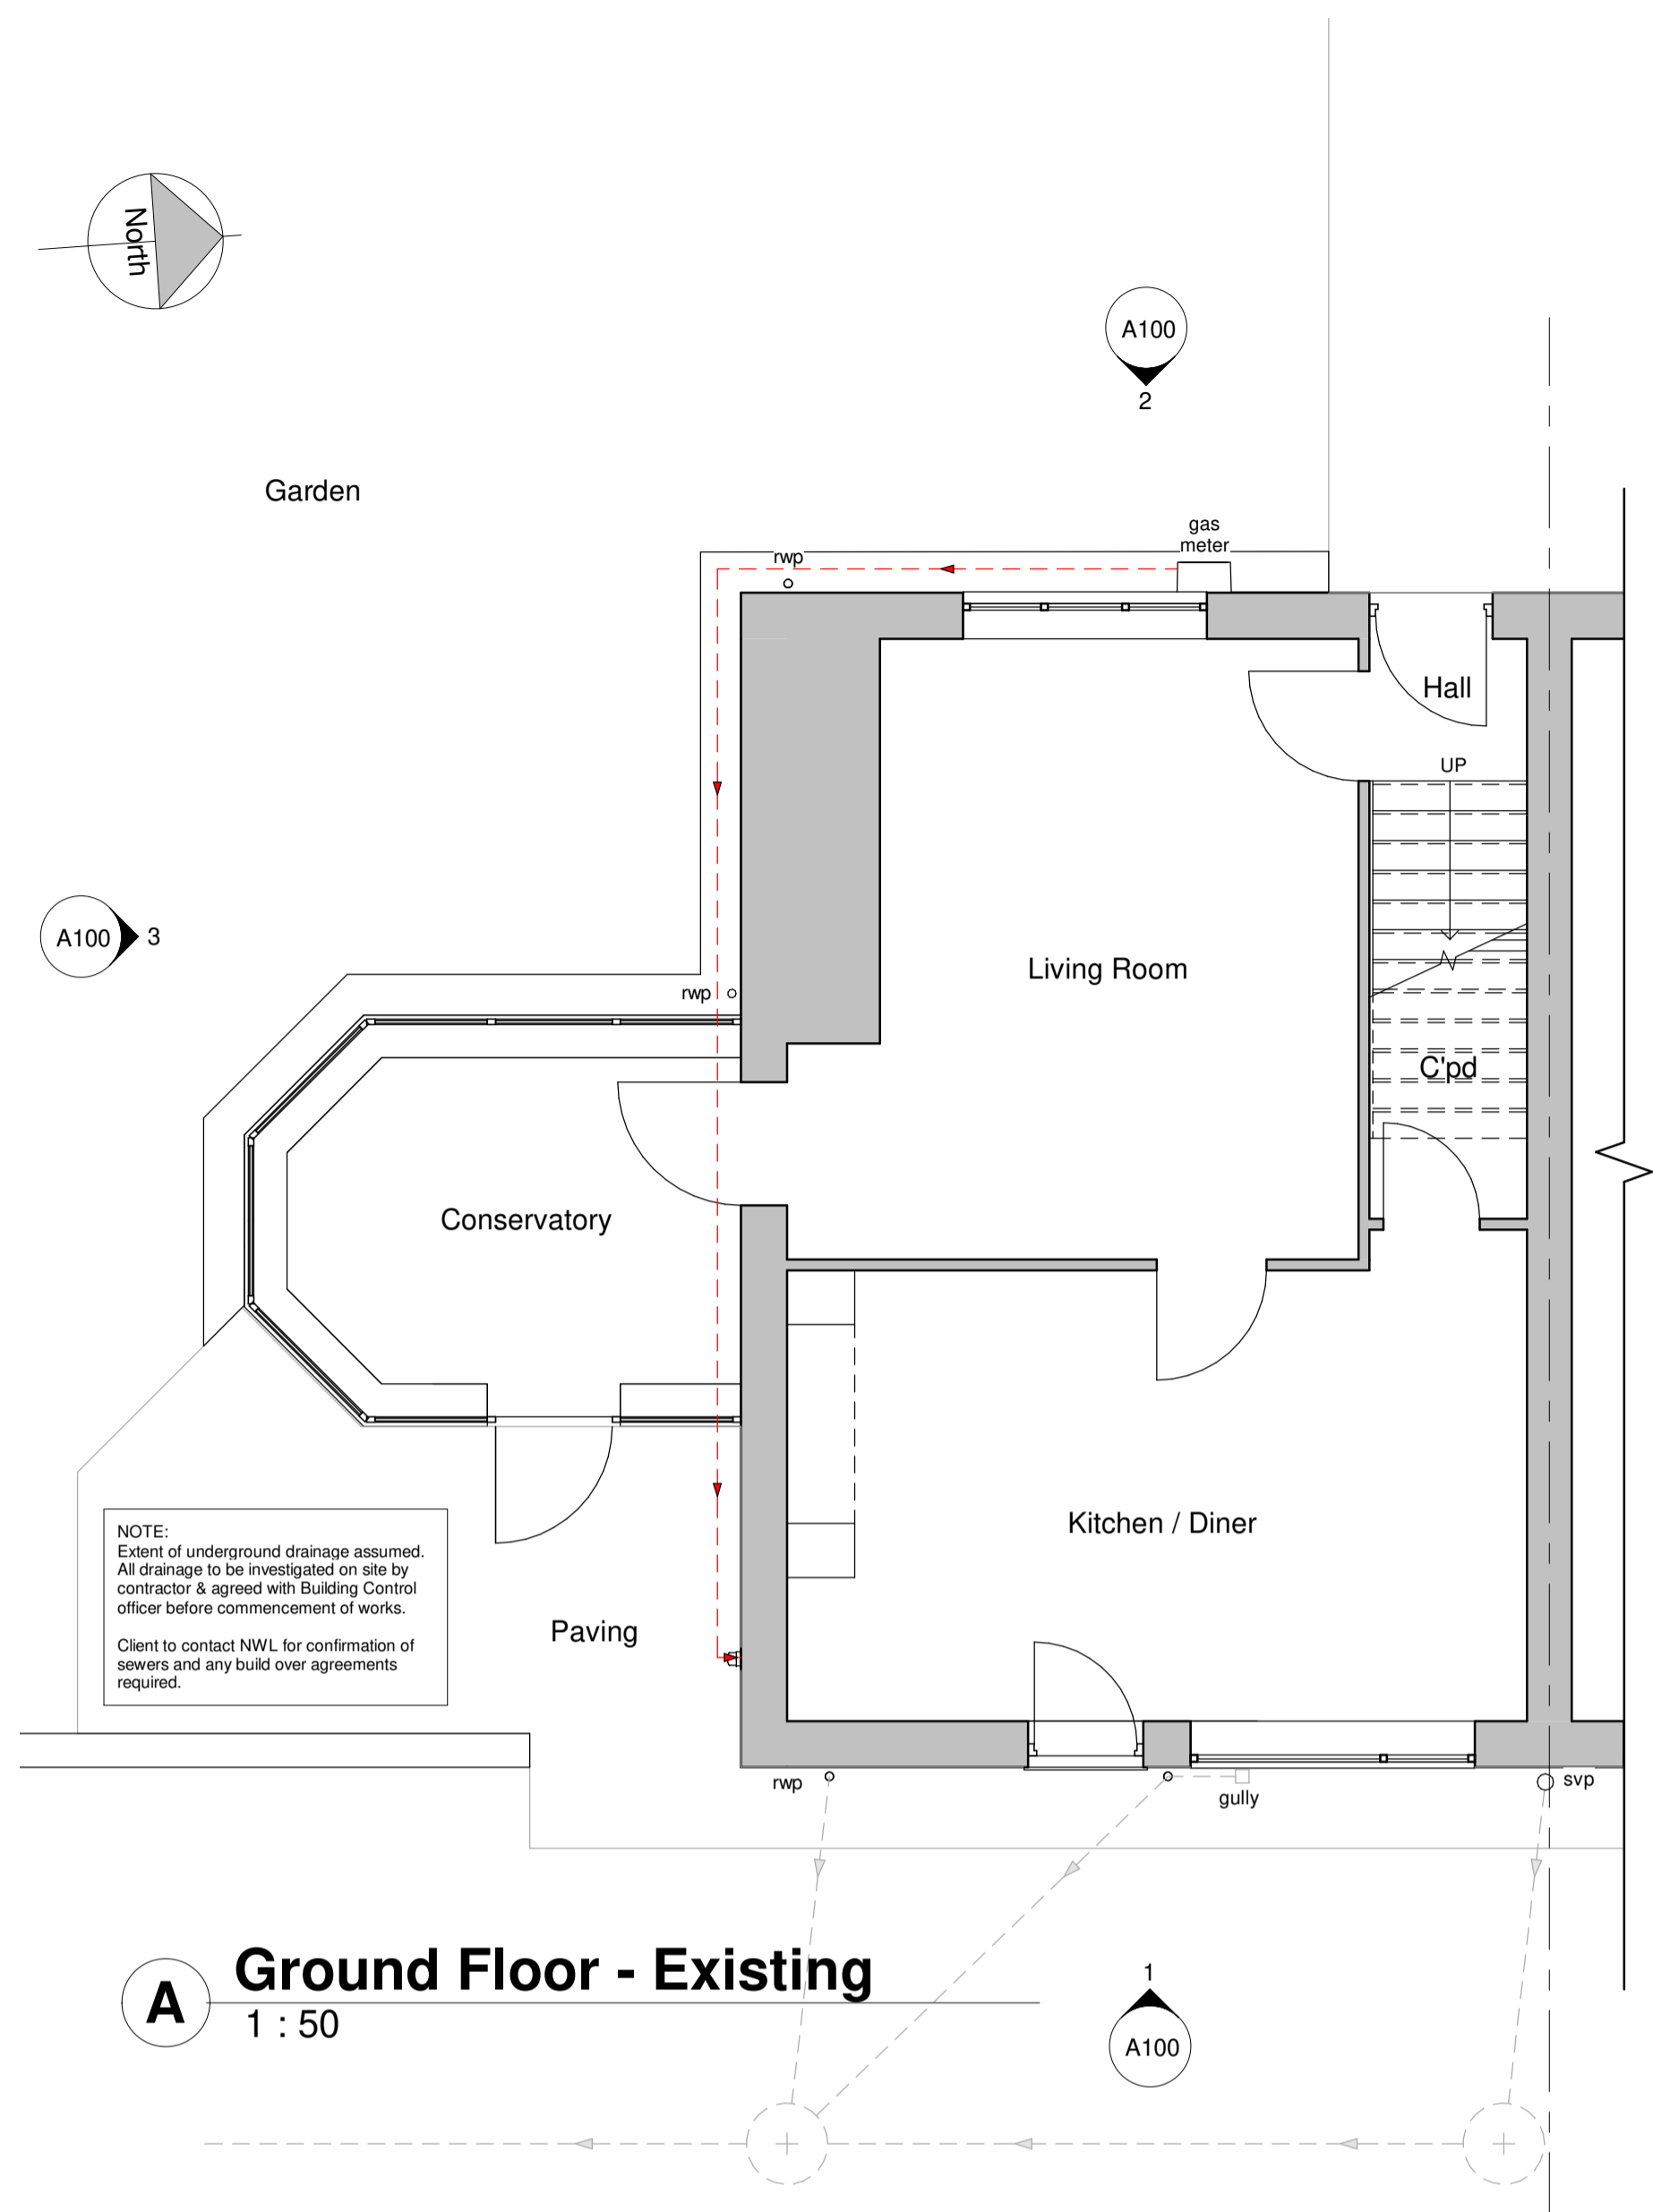 North
A100
2
Garden
gas
meter
rwp
Hall
UP
A100
3
Living Room
rwp
C'pd
Conservatory
Kitchen / Diner
NOTE:
Extent of underground drainage assumed.
All drainage to be investigated on site by
contractor & agreed with Building Control
officer before commencement of works.
Client to contact NWL for confirmation of
sewers and any build over agreements
required.
Paving
rwp
gully
svp
A
Ground Floor - Existing
1 : 50
1
A100